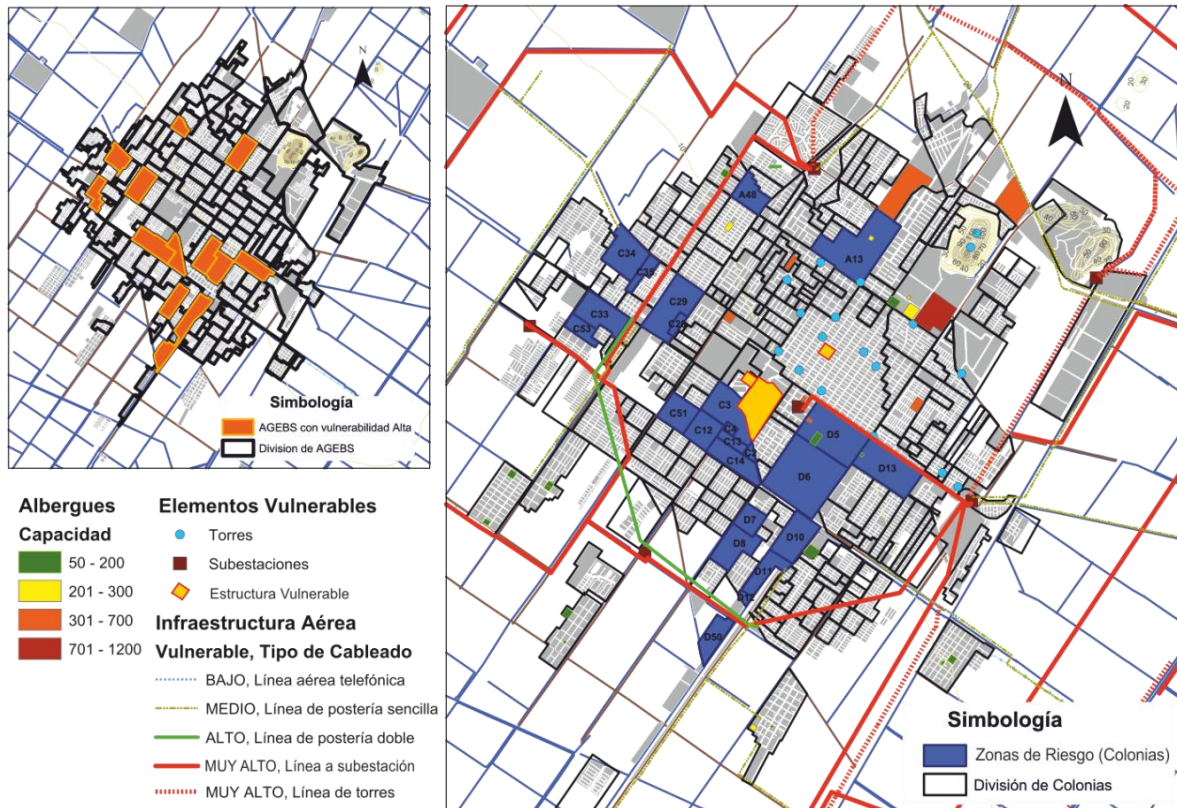 N
Simbología
AGEBS con vulnerabilidad Alta
Division de AGEBS
Albergues
Capacidad
50 - 200
201 - 300
301 - 700
701 - 1200
Elementos Vulnerables
Torres
Subestaciones
Estructura Vulnerable
Infraestructura Aérea
Vulnerable, Tipo de Cableado
BAJO, Línea aérea telefónica
MEDIO, Línea de postería sencilla
ALTO, Línea de postería doble
MUY ALTO, Línea a subestación
MUY ALTO, Línea de torres
N
20
30
20
10
A48
A13
C34
C35
C29
C33
C53
C3
C51
C4
C12
C13
C2
C14
D5
D13
D6
D7
D10
D8
D11
D12
D50
Simbología
Zonas de Riesgo (Colonias)
División de Colonias